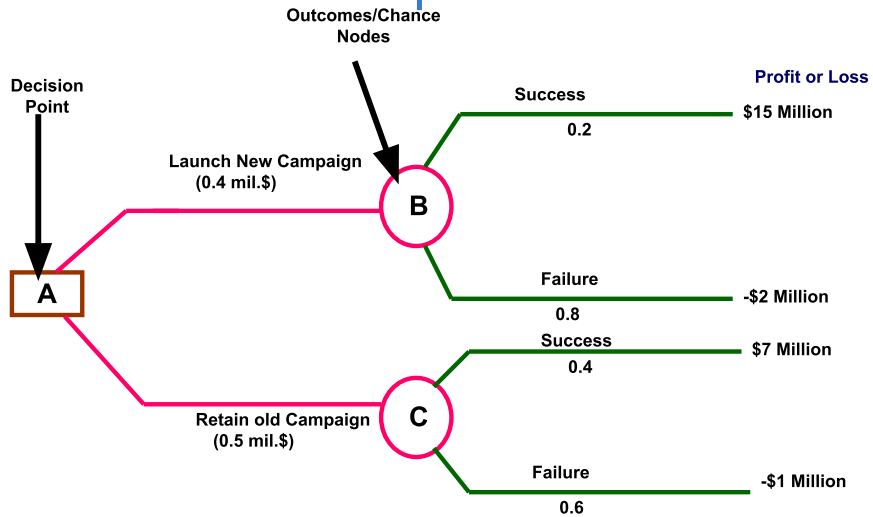 Outcomes/Chance
Nodes
Decision
Point
Profit or Loss
Success
$15 Million
0.2
Launch New Campaign
(0.4 mil.$)
B
A
Failure
-$2 Million
0.8
Success
$7 Million
0.4
Retain old Campaign
(0.5 mil.$)
C
Failure
-$1 Million
0.6